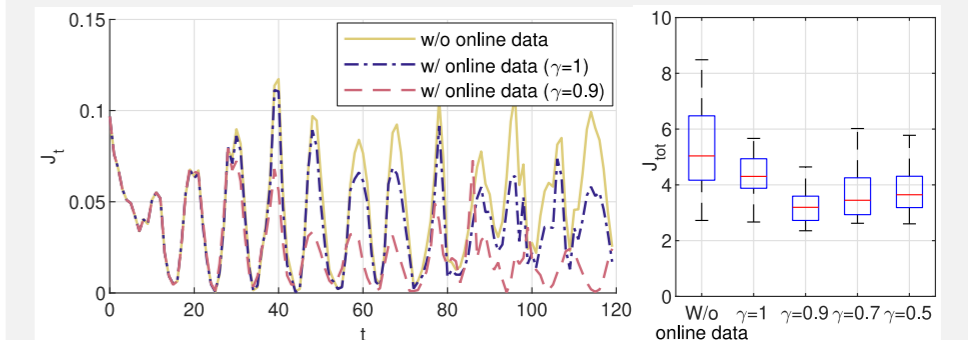 0.15
0.1
0.05
0
J_t
w/o online data
w/ online data (γ=1)
w/ online data (γ=0.9)
0 20 40 60 80 100 120
t
10
8
6
4
2
0
J_tot
W/o online data
γ=1 γ=0.9 γ=0.7 γ=0.5